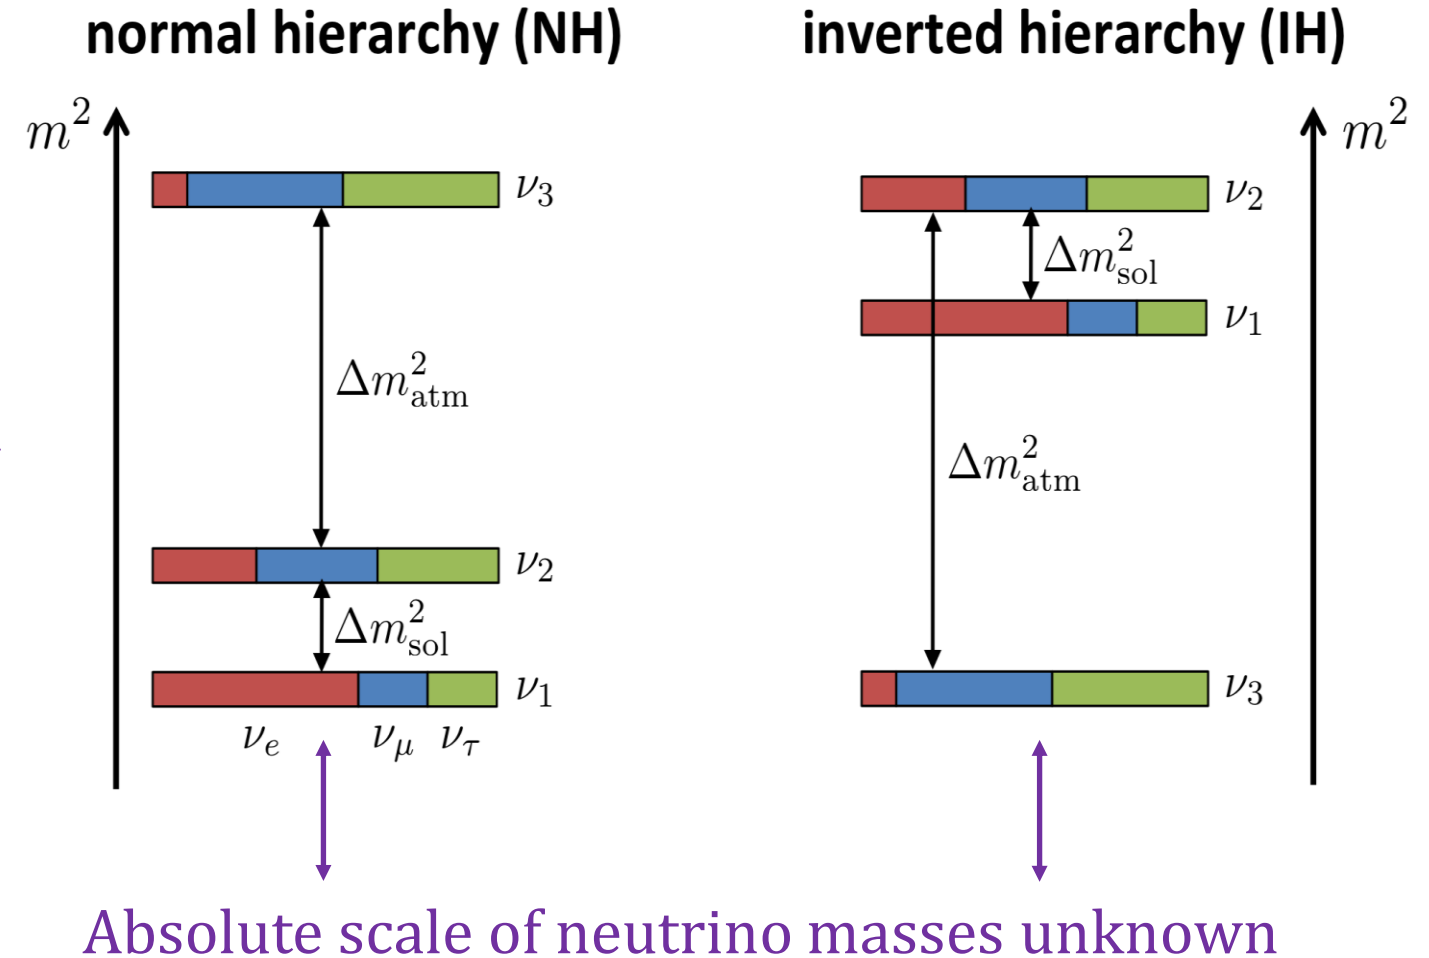 normal hierarchy (NH)
inverted hierarchy (IH)
m²
m²
ν₃
ν₂
Δm²sol
ν₁
Δm²atm
Δm²atm
ν₂
Δm²sol
ν₁
ν₃
νe νμ ντ
Absolute scale of neutrino masses unknown